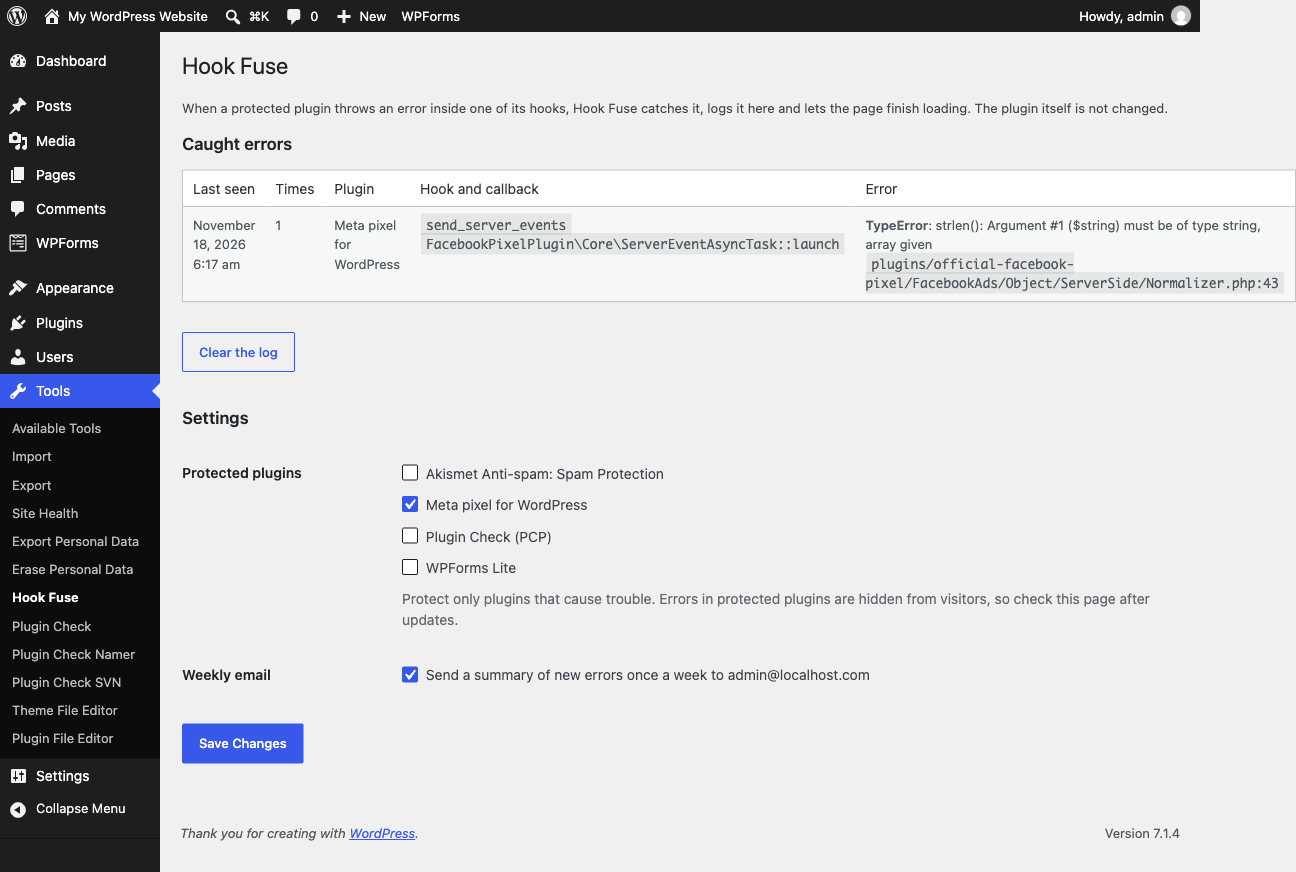 My WordPress Website ⌘K 0 New WPForms Howdy, admin
Dashboard
Posts
Media
Pages
Comments
WPForms
Appearance
Plugins
Users
Tools
Available Tools
Import
Export
Site Health
Export Personal Data
Erase Personal Data
Hook Fuse
Plugin Check
Plugin Check Namer
Plugin Check SVN
Theme File Editor
Plugin File Editor
Settings
Collapse Menu
Hook Fuse
When a protected plugin throws an error inside one of its hooks, Hook Fuse catches it, logs it here and lets the page finish loading. The plugin itself is not changed.
Caught errors
Last seen Times Plugin Hook and callback Error
November
18, 2026
6:17 am
1
Meta pixel
for
WordPress
send_server_events
FacebookPixelPlugin\Core\ServerEventAsyncTask::launch
TypeError: strlen(): Argument #1 ($string) must be of type string,
array given
plugins/official-facebook-
pixel/FacebookAds/Object/ServerSide/Normalizer.php:43
Clear the log
Settings
Protected plugins
Akismet Anti-spam: Spam Protection
Meta pixel for WordPress
Plugin Check (PCP)
WPForms Lite
Protect only plugins that cause trouble. Errors in protected plugins are hidden from visitors, so check this page after
updates.
Weekly email
Send a summary of new errors once a week to admin@localhost.com
Save Changes
Thank you for creating with WordPress.
Version 7.1.4